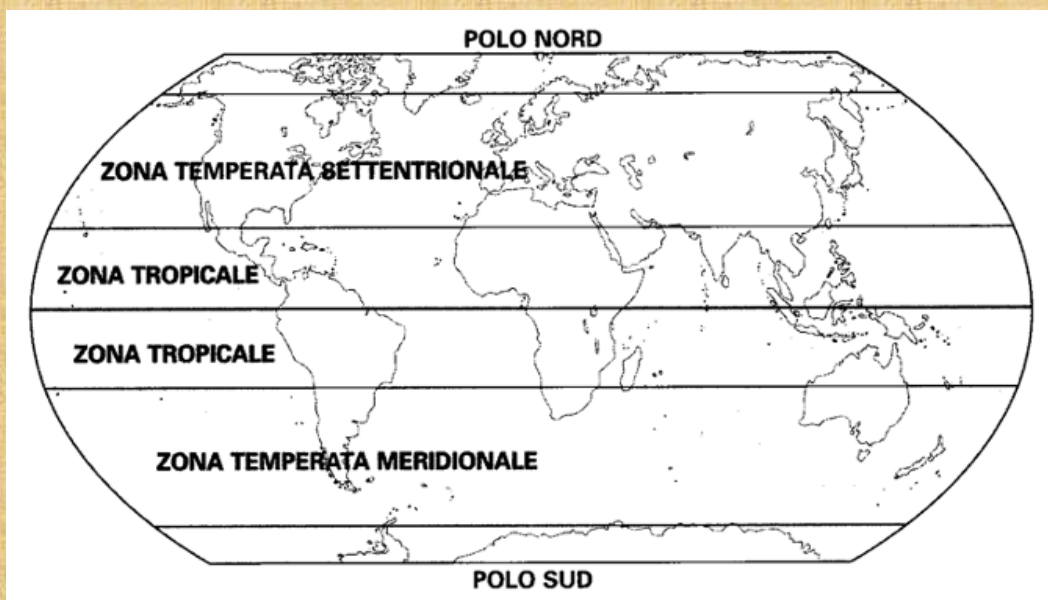 POLO NORD
ZONA TEMPERATA SETTENTRIONALE
ZONA TROPICALE
ZONA TROPICALE
ZONA TEMPERATA MERIDIONALE
POLO SUD